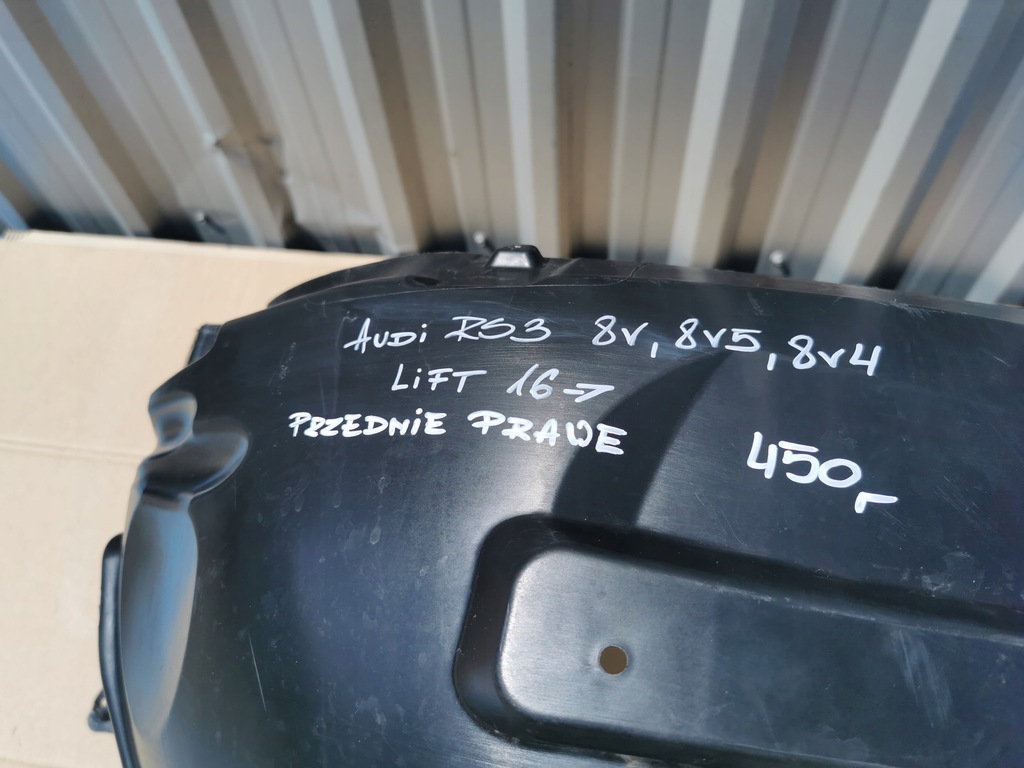 AUDi RS3 8v, 8v5, 8v4
LiFT 16->
PRZEDNiE PRAWE
450,-